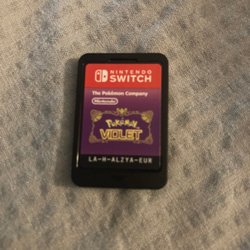 NINTENDO
SWITCH
The Pokémon Company
Nintendo
POKÉMON
VIOLET
LA-H-ALZYA-EUR